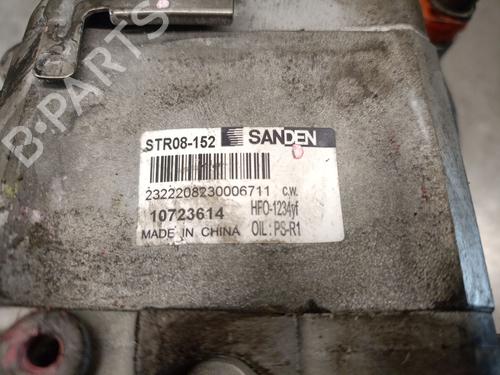 B-PARTS
STR08-152 SANDEN
2322208230006711 C.W.
10723614 HFO-1234yf
MADE IN CHINA OIL : PS-R1